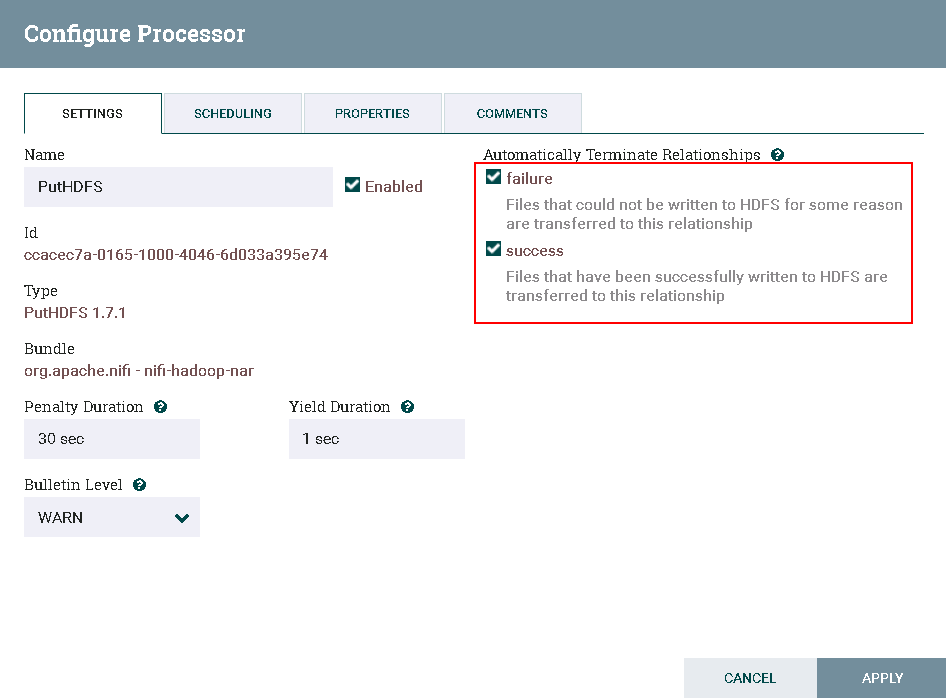 Configure Processor
SETTINGS SCHEDULING PROPERTIES COMMENTS
Name
PutHDFS
Enabled
Id
ccacec7a-0165-1000-4046-6d033a395e74
Type
PutHDFS 1.7.1
Bundle
org.apache.nifi - nifi-hadoop-nar
Penalty Duration
30 sec
Yield Duration
1 sec
Bulletin Level
WARN
Automatically Terminate Relationships
failure
Files that could not be written to HDFS for some reason
are transferred to this relationship
success
Files that have been successfully written to HDFS are
transferred to this relationship
CANCEL APPLY